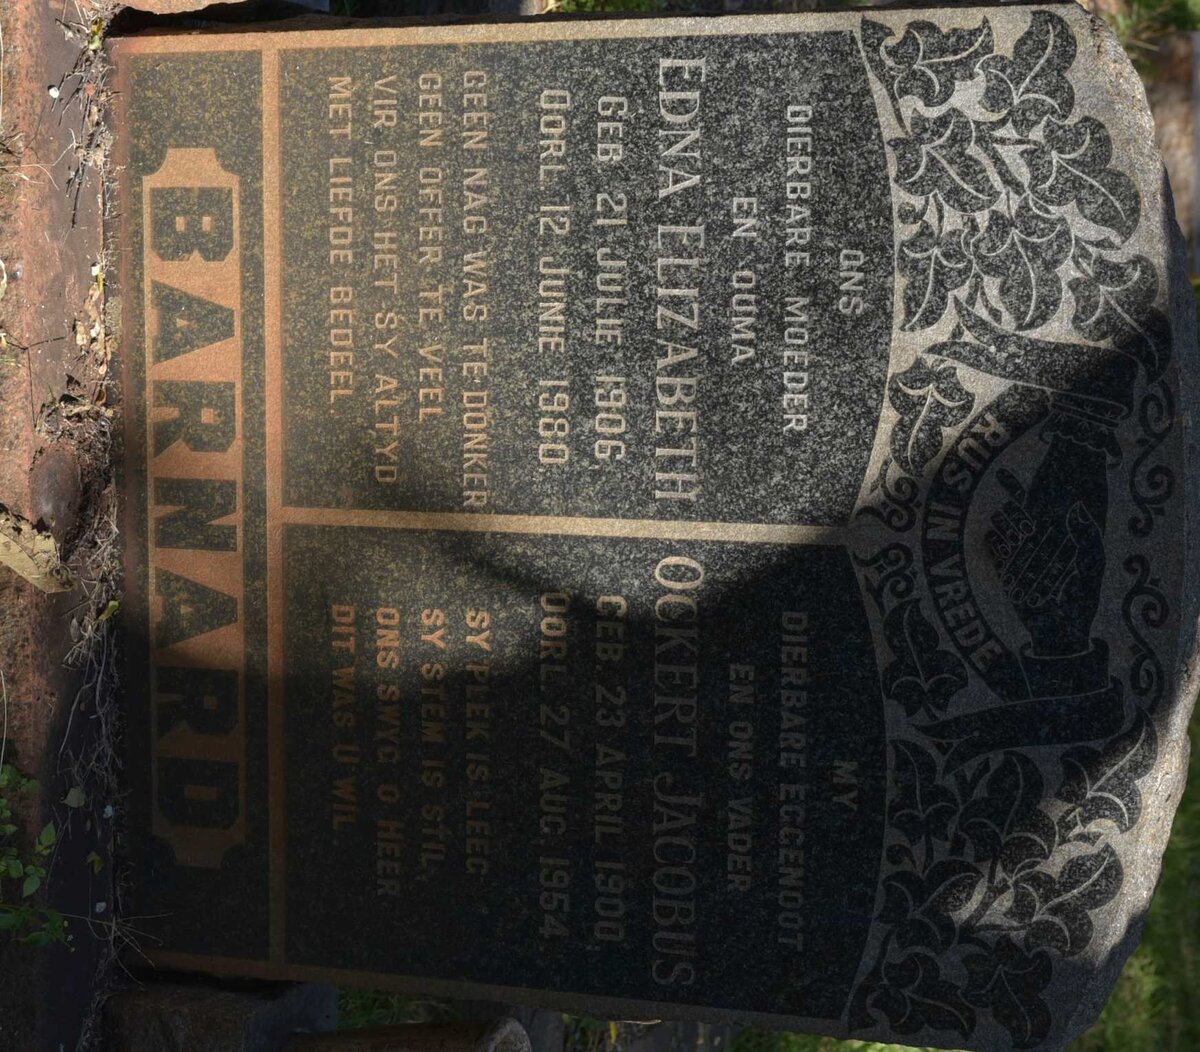 RUS IN VREDE
ONS
DIERBARE MOEDER
EN OUMA
EDNA ELIZABETH
GEB. 21 JULIE 1906,
OORL. 12 JUNIE 1980
GEEN NAG WAS TE DONKER
GEEN OFFER TE VEEL
VIR ONS HET SY ALTYD
MET LIEFDE BEDEEL.
MY
DIERBARE EGGENOOT
EN ONS VADER
OCKERT JACOBUS
GEB. 23 APRIL 1900,
OORL. 27 AUG. 1954.
SY PLEK IS LEEG
SY STEM IS STIL,
ONS SWYG O HEER
DIT WAS U WIL.
BARNARD